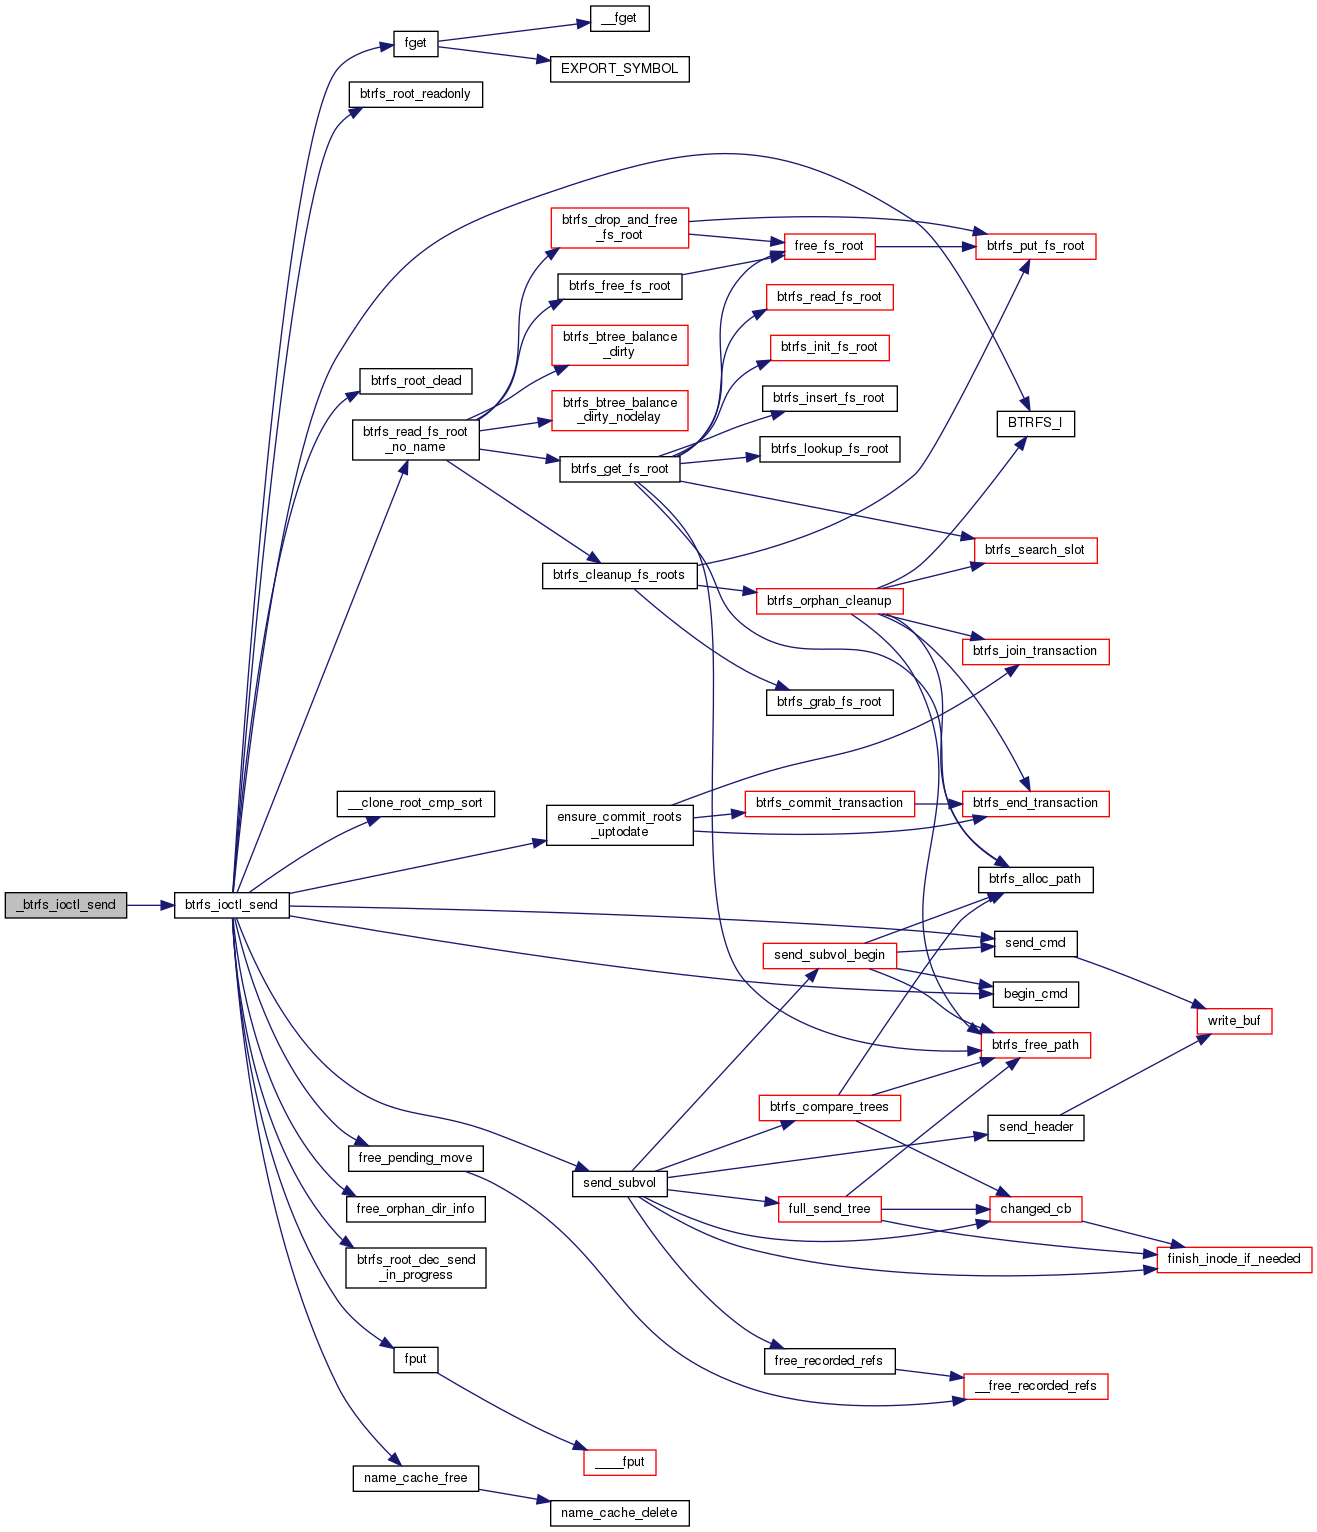 __fget
fget
EXPORT_SYMBOL
btrfs_root_readonly
btrfs_drop_and_free
_fs_root
free_fs_root
btrfs_put_fs_root
btrfs_free_fs_root
btrfs_read_fs_root
btrfs_btree_balance
_dirty
btrfs_init_fs_root
btrfs_root_dead
btrfs_insert_fs_root
btrfs_btree_balance
_dirty_nodelay
BTRFS_I
btrfs_read_fs_root
_no_name
btrfs_lookup_fs_root
btrfs_get_fs_root
btrfs_search_slot
btrfs_cleanup_fs_roots
btrfs_orphan_cleanup
btrfs_join_transaction
btrfs_grab_fs_root
__clone_root_cmp_sort
btrfs_commit_transaction
btrfs_end_transaction
ensure_commit_roots
_uptodate
btrfs_alloc_path
_btrfs_ioctl_send
btrfs_ioctl_send
send_cmd
send_subvol_begin
begin_cmd
write_buf
btrfs_free_path
btrfs_compare_trees
send_header
free_pending_move
send_subvol
free_orphan_dir_info
full_send_tree
changed_cb
btrfs_root_dec_send
_in_progress
finish_inode_if_needed
fput
free_recorded_refs
__free_recorded_refs
____fput
name_cache_free
name_cache_delete